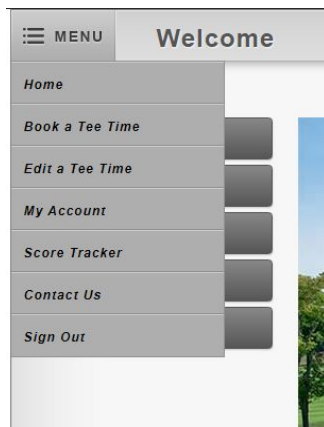 MENU
Welcome
Home
Book a Tee Time
Edit a Tee Time
My Account
Score Tracker
Contact Us
Sign Out